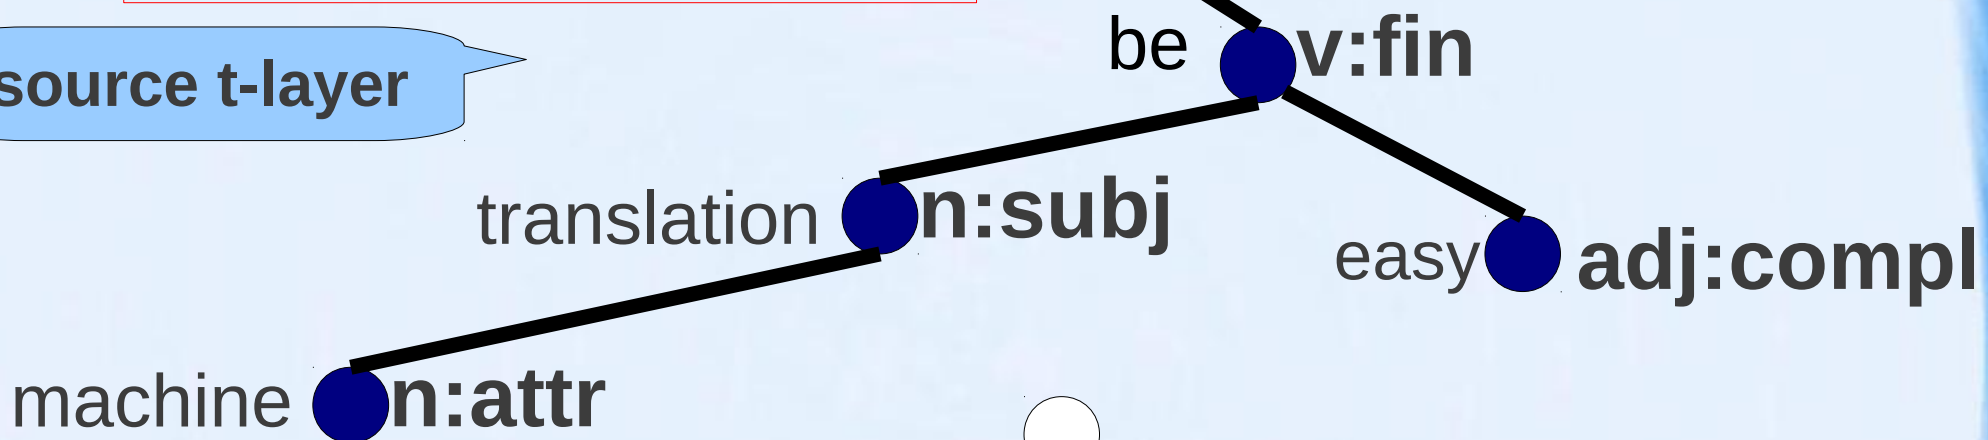 be v:fin
source t-layer
translation n:subj
easy adj:compl
machine n:attr